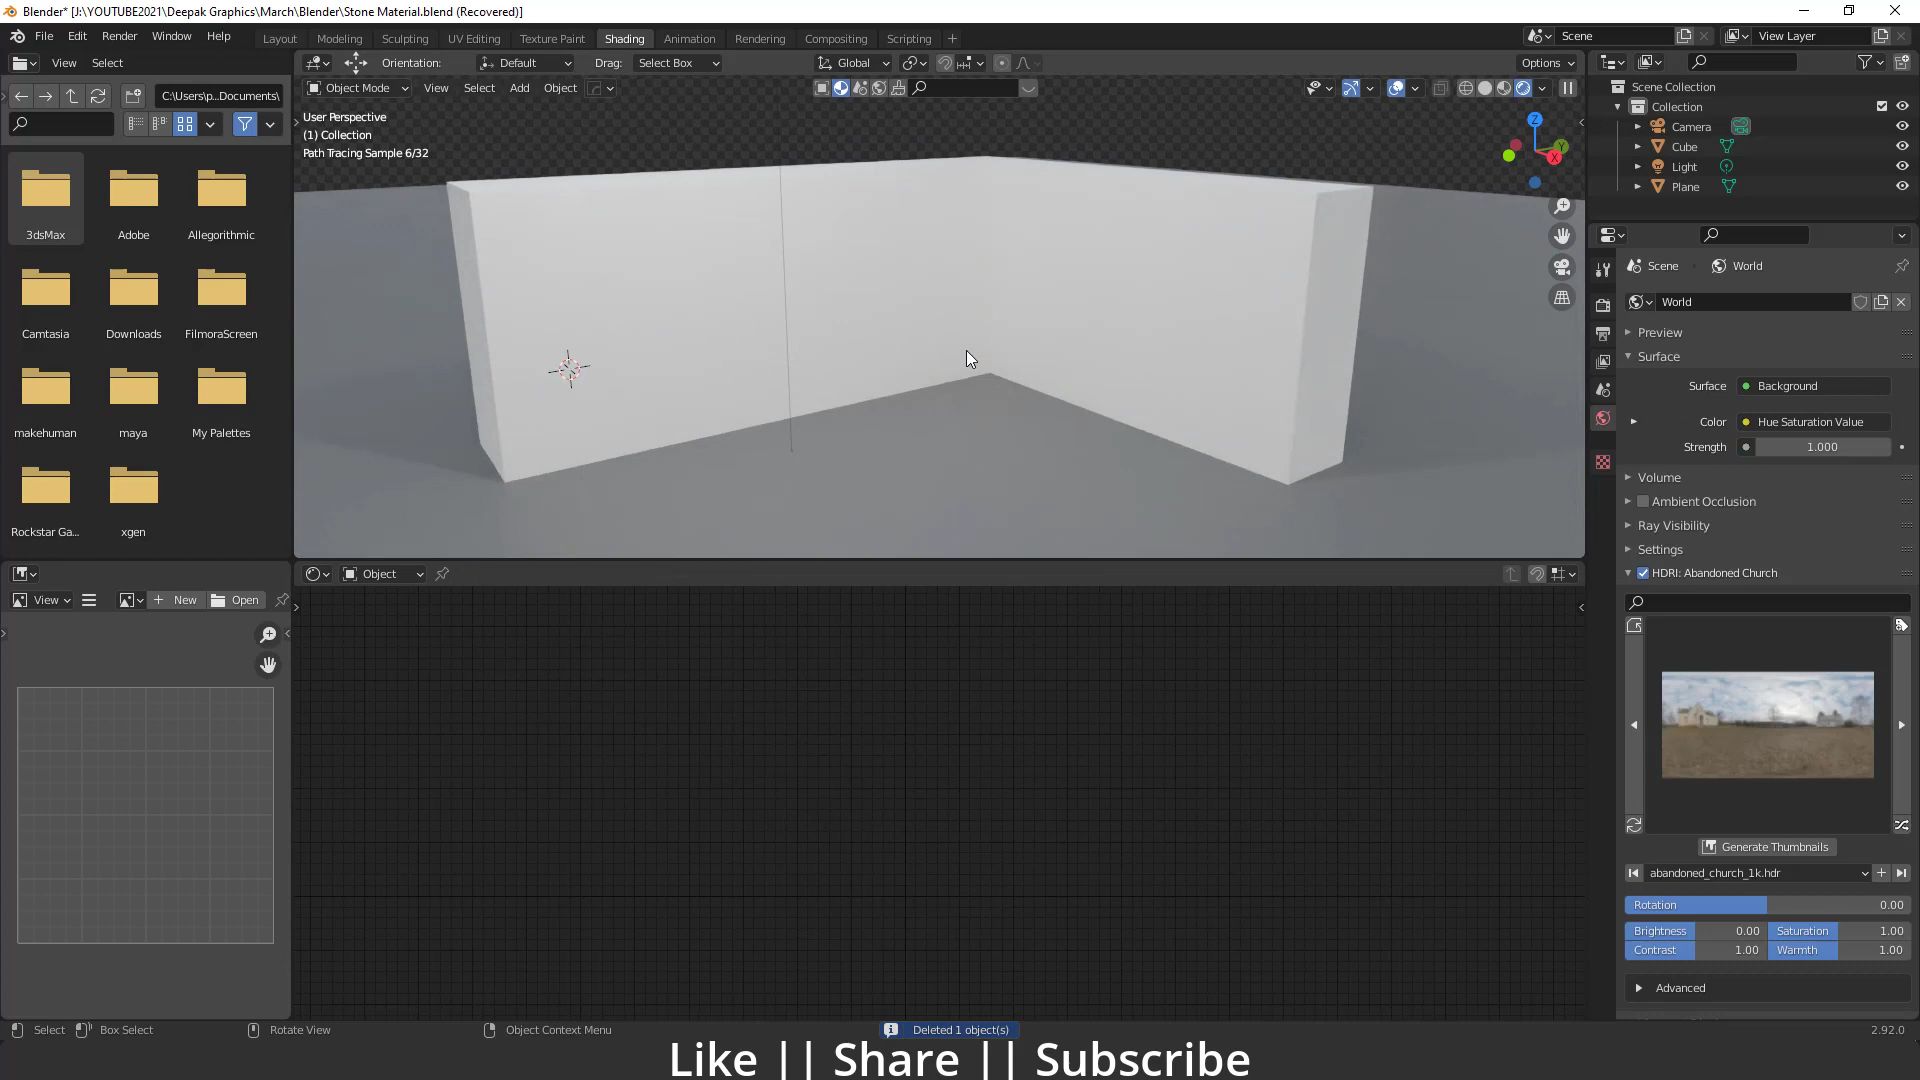 Blender* [J:\YOUTUBE2021\Deepak Graphics\March\Blender\Stone Material.blend (Recovered)]
File Edit Render Window Help
Layout Modeling Sculpting UV Editing Texture Paint Shading Animation Rendering Compositing Scripting
Scene
View Layer
View Select
Orientation: Default Drag: Select Box Global Options
C:\Users\p...Documents\
Object Mode View Select Add Object
User Perspective
(1) Collection
Path Tracing Sample 6/32
Z
Y
X
Scene Collection
Collection
Camera
Cube
Light
Plane
3dsMax Adobe Allegorithmic
Camtasia Downloads FilmoraScreen
makehuman maya My Palettes
Rockstar Ga... xgen
Scene World
World
Preview
Surface
Surface Background
Color Hue Saturation Value
Strength 1.000
Volume
Ambient Occlusion
Ray Visibility
Settings
HDRI: Abandoned Church
Generate Thumbnails
abandoned_church_1k.hdr
Rotation 0.00
Brightness 0.00 Saturation 1.00
Contrast 1.00 Warmth 1.00
Advanced
Object
View New Open
Select Box Select Rotate View Object Context Menu Deleted 1 object(s) 2.92.0
Like || Share || Subscribe